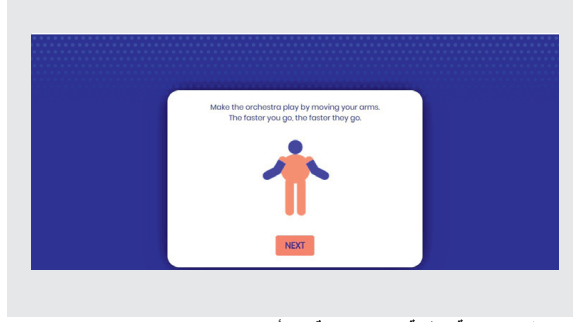 Make the orchestra play by moving your arms.
The faster you go, the faster they go.
NEXT